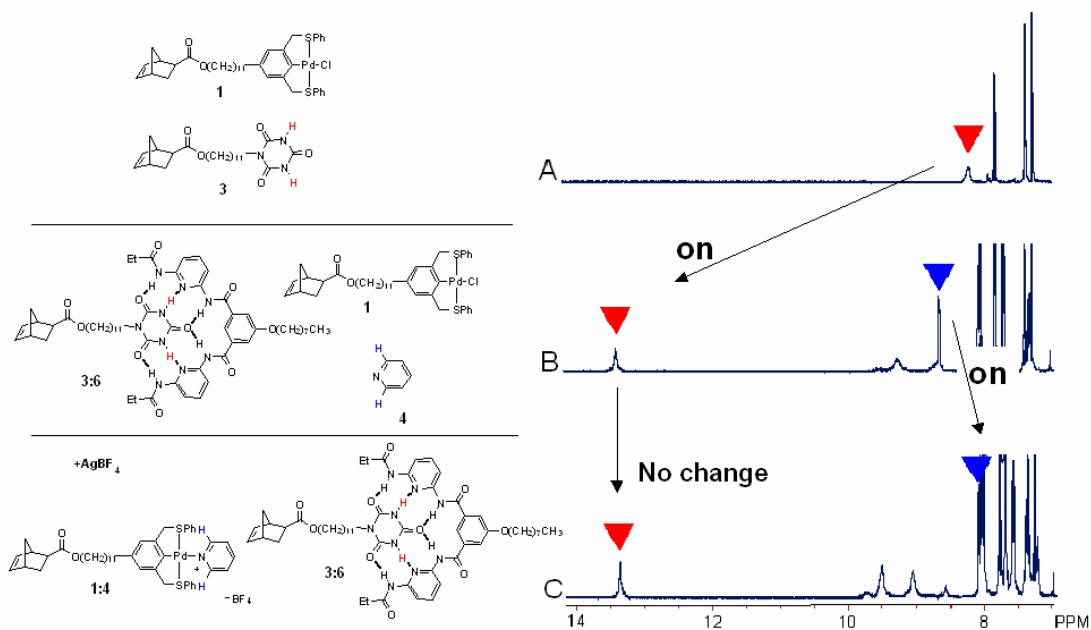 SPh
O
O(CH₂)₁₁
Pd-Cl
SPh
1
O
H
O
N
O(CH₂)₁₁
N
O
N
O
H
3
A
on
O
Et
N
H
N
H
N
O
O
H
O
O(CH₂)₁₁
N
N
O
H
N
H
O
H
N
N
O
H
N
Et
O
O(CH₂)₇CH₃
3:6
SPh
O
O(CH₂)₁₁
Pd-Cl
SPh
1
H
N
H
4
B
on
+AgBF₄
SPh
H
O
O(CH₂)₁₁
Pd
N
+
SPh
H
1:4
⁻BF₄
O
Et
N
H
N
H
N
O
O
H
O
O(CH₂)₁₁
N
N
O
H
N
H
O
H
N
N
O
H
N
Et
O
O(CH₂)₇CH₃
3:6
No change
C
14
12
10
8
PPM